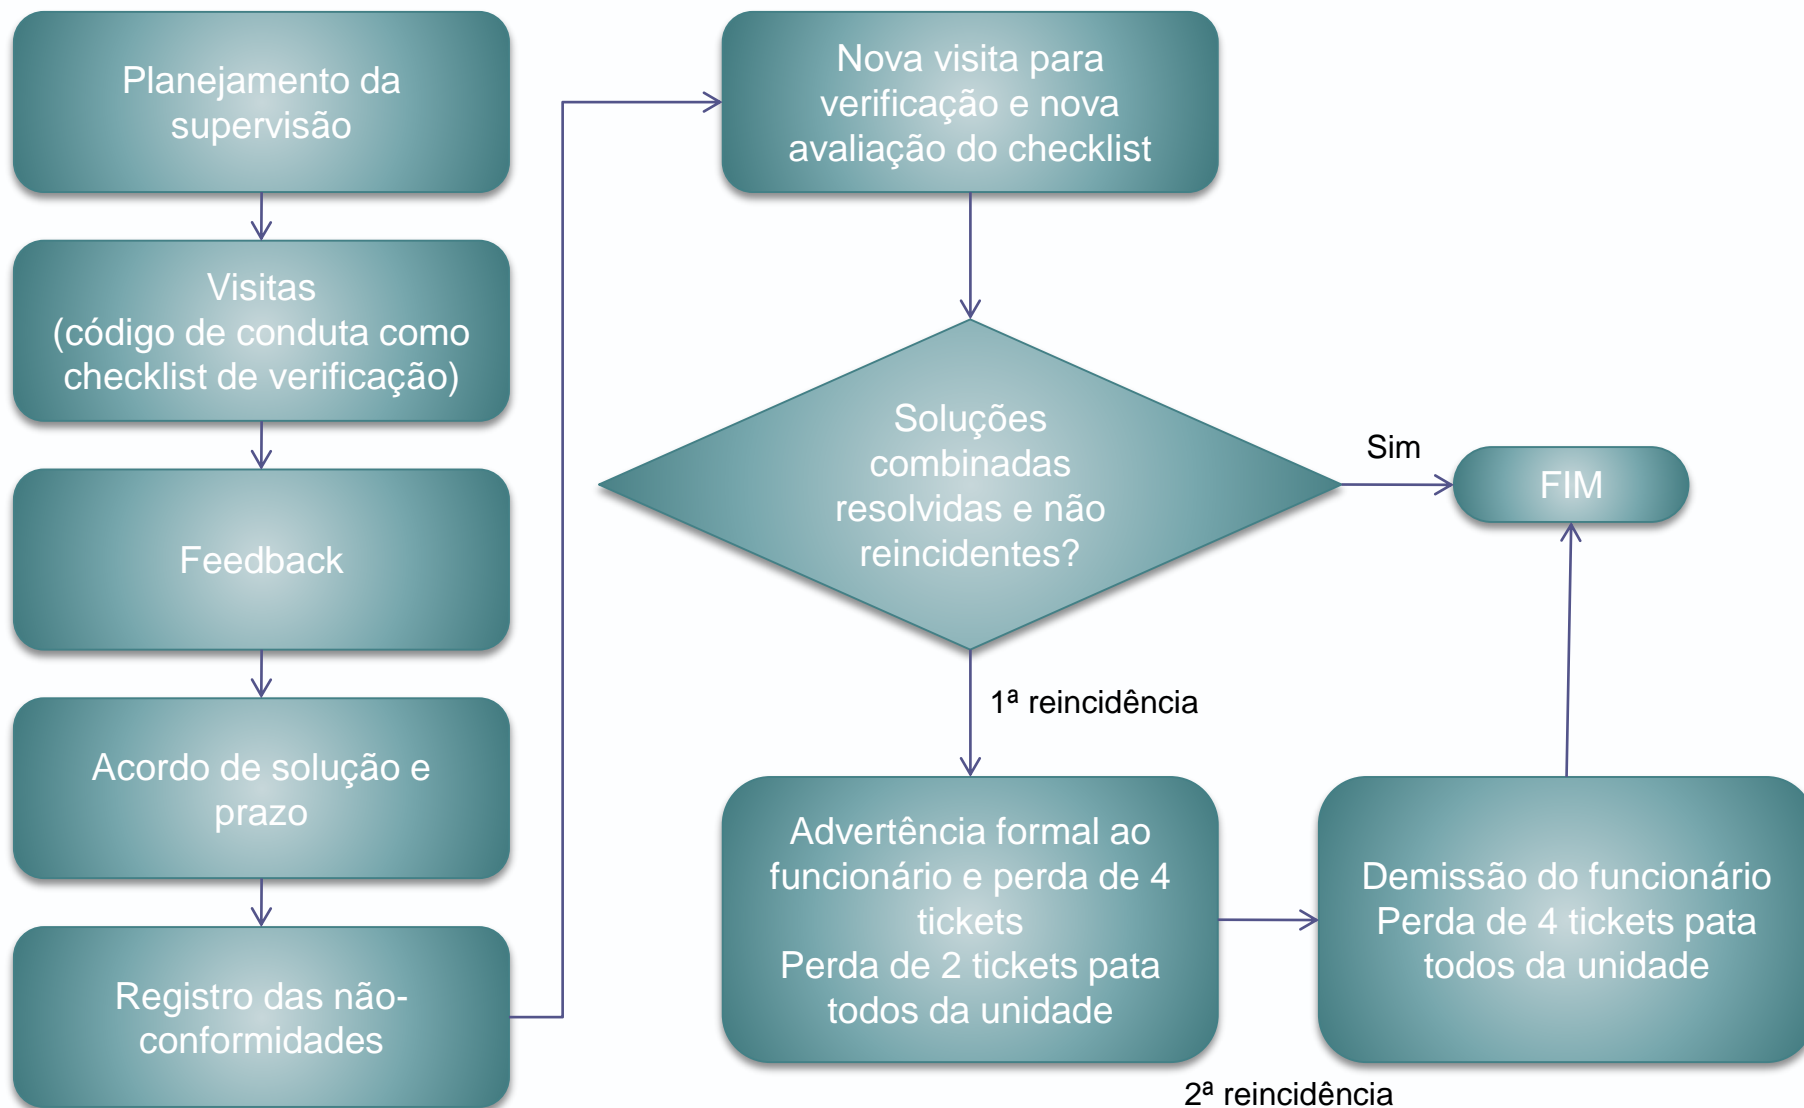 Planejamento da
supervisão
Visitas
(código de conduta como
checklist de verificação)
Feedback
Acordo de solução e
prazo
Registro das não-
conformidades
Nova visita para
verificação e nova
avaliação do checklist
Soluções
combinadas
resolvidas e não
reincidentes?
Sim
FIM
1ª reincidência
Advertência formal ao
funcionário e perda de 4
tickets
Perda de 2 tickets pata
todos da unidade
2ª reincidência
Demissão do funcionário
Perda de 4 tickets pata
todos da unidade